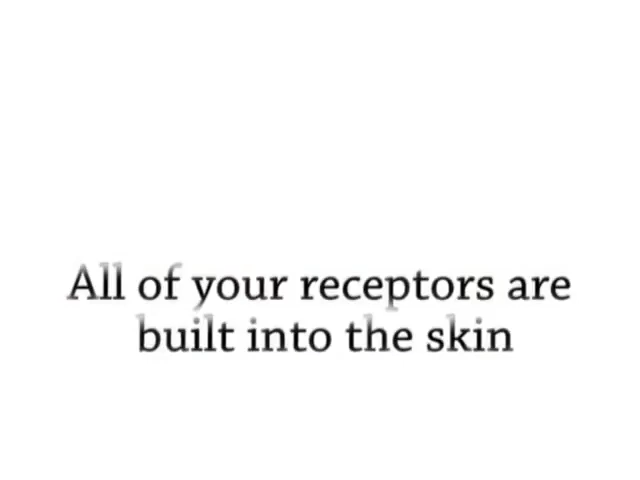 All of your receptors are
built into the skin